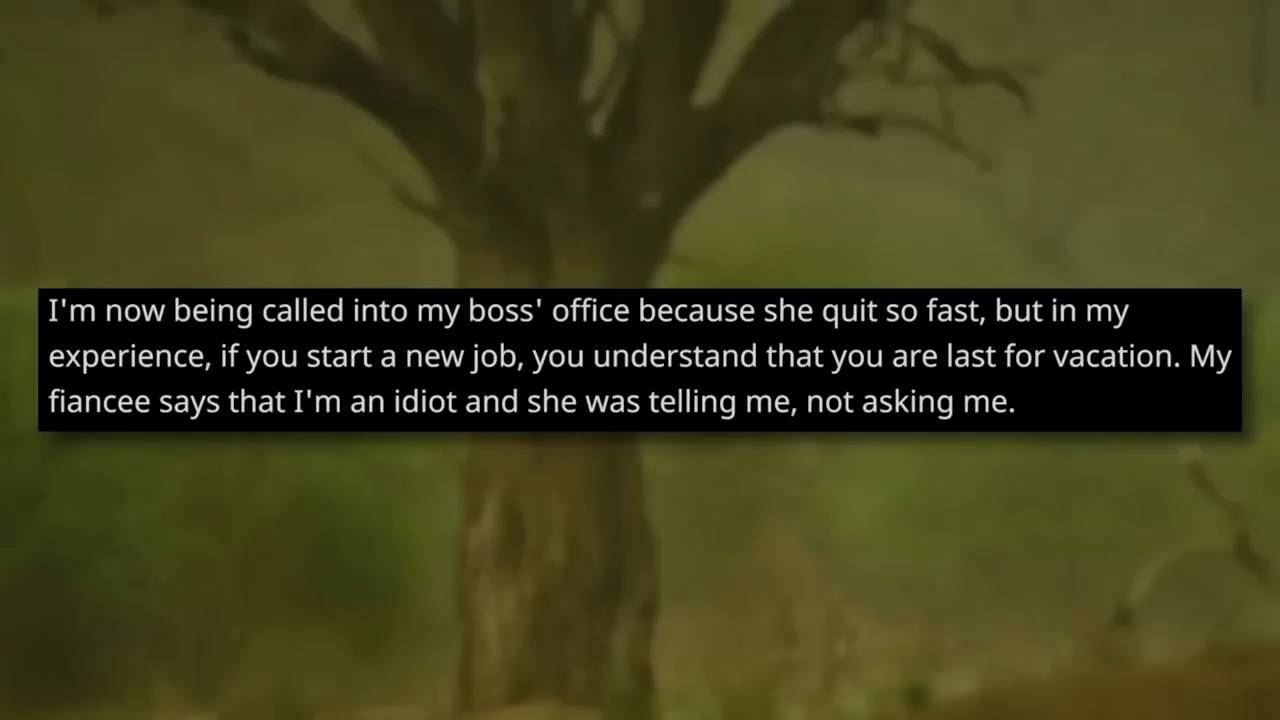 I'm now being called into my boss' office because she quit so fast, but in my
experience, if you start a new job, you understand that you are last for vacation. My
fiancee says that I'm an idiot and she was telling me, not asking me.